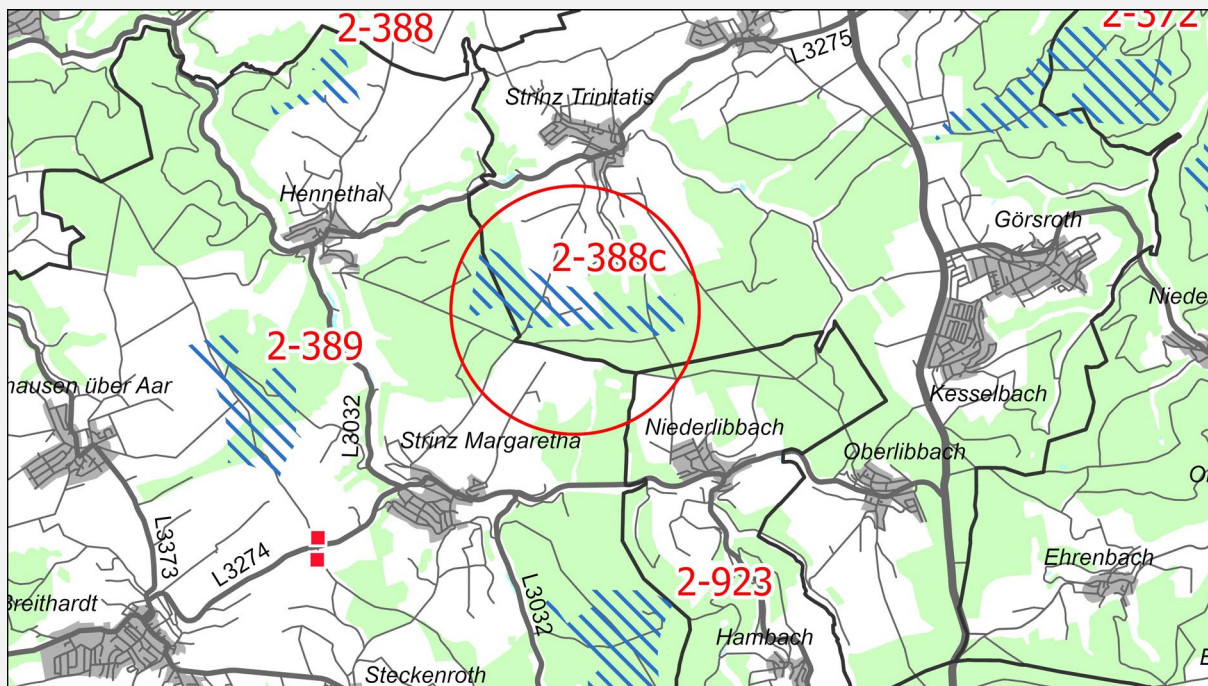 2-388
2-372
L3275
Strinz Trinitatis
Hennethal
Görsroth
2-388c
Niede
2-389
hausen über Aar
Kesselbach
L3032
Strinz Margaretha
Niederlibbach
Oberlibbach
L3373
L3274
2-923
Ehrenbach
Breithardt
L3032
Hambach
Steckenroth